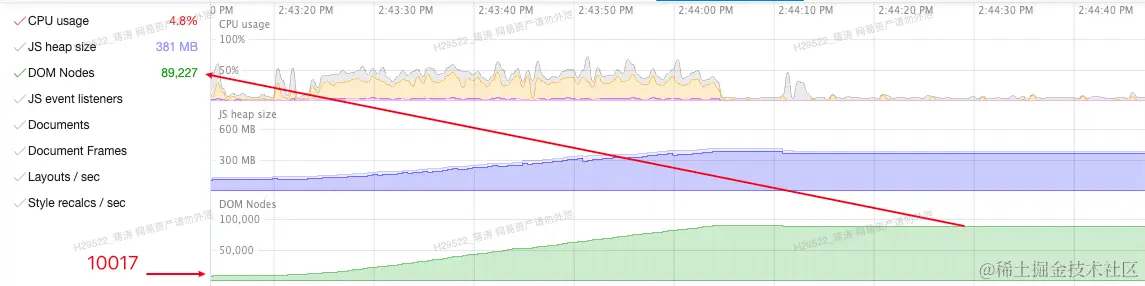 PM 2:43:20 PM 2:43:30 PM 2:43:40 PM 2:43:50 PM 2:44:00 PM 2:44:10 PM 2:44:20 PM 2:44:30 PM 2:44:40 PM
CPU usage 4.8%
JS heap size 381 MB
DOM Nodes 89,227
JS event listeners
Documents
Document Frames
Layouts / sec
Style recalcs / sec
10017
CPU usage
100%
50%
JS heap size
600 MB
300 MB
DOM Nodes
100,000
50,000
@稀土掘金技术社区